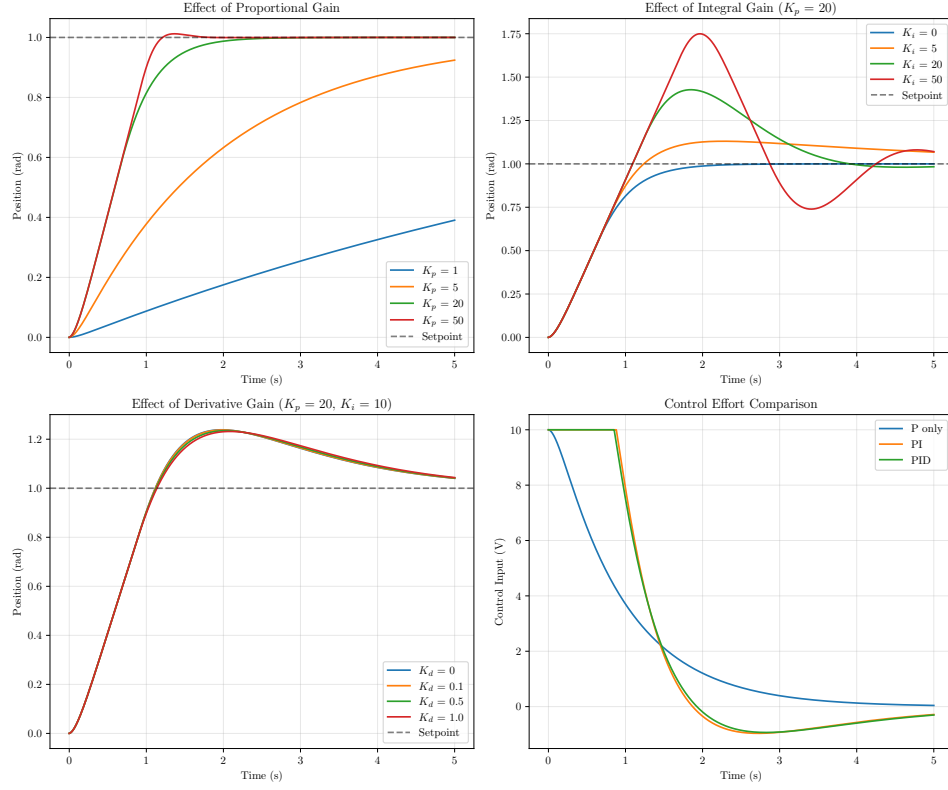 Effect of Proportional Gain
1.0
0.8
0.6
0.4
0.2
0.0
Position (rad)
K_p = 1
K_p = 5
K_p = 20
K_p = 50
Setpoint
0 1 2 3 4 5
Time (s)
Effect of Integral Gain (K_p = 20)
1.75
1.50
1.25
1.00
0.75
0.50
0.25
0.00
Position (rad)
K_i = 0
K_i = 5
K_i = 20
K_i = 50
Setpoint
0 1 2 3 4 5
Time (s)
Effect of Derivative Gain (K_p = 20, K_i = 10)
1.2
1.0
0.8
0.6
0.4
0.2
0.0
Position (rad)
K_d = 0
K_d = 0.1
K_d = 0.5
K_d = 1.0
Setpoint
0 1 2 3 4 5
Time (s)
Control Effort Comparison
10
8
6
4
2
0
Control Input (V)
P only
PI
PID
0 1 2 3 4 5
Time (s)